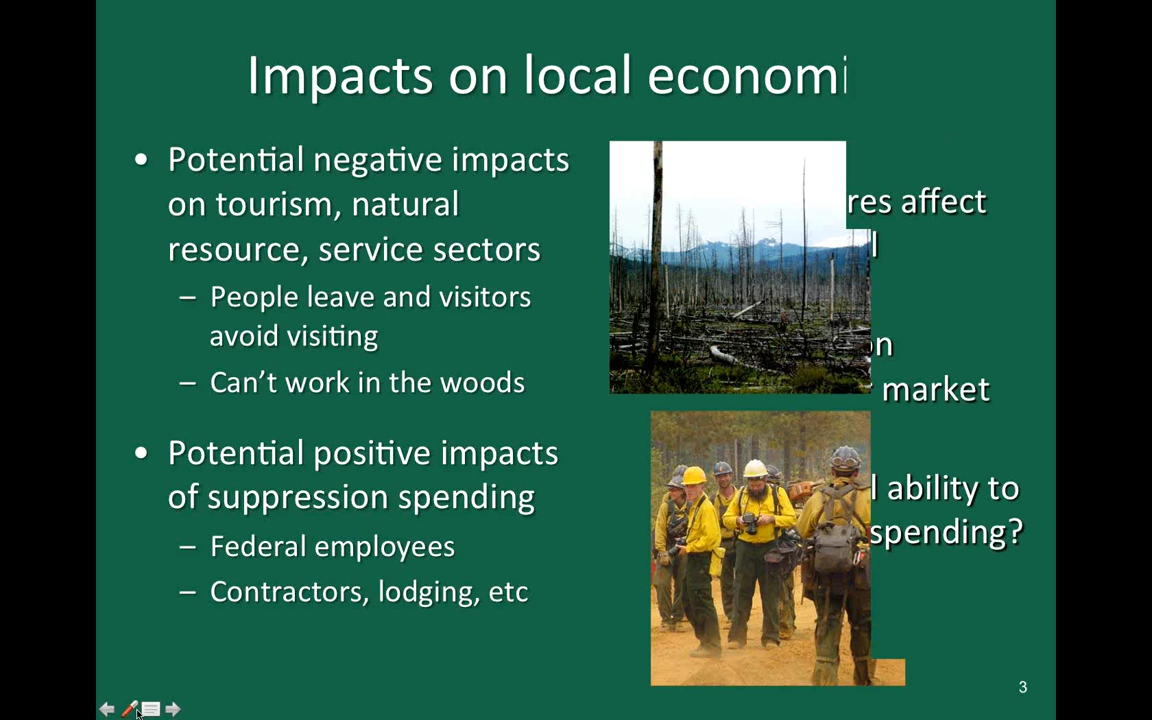 Impacts on local economi
• Potential negative impacts
on tourism, natural
resource, service sectors
– People leave and visitors
avoid visiting
– Can't work in the woods
• Potential positive impacts
of suppression spending
– Federal employees
– Contractors, lodging, etc
res affect
l
on
market
l ability to
spending?
3